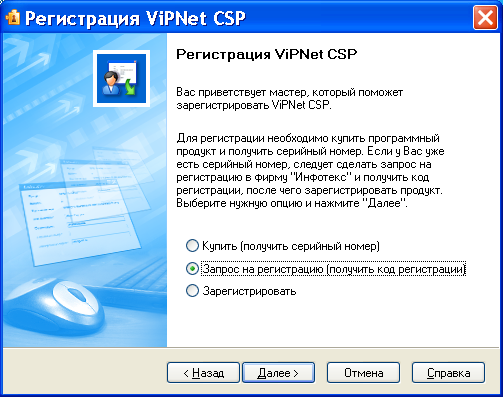 Регистрация ViPNet CSP
Регистрация ViPNet CSP
Вас приветствует мастер, который поможет
зарегистрировать ViPNet CSP.
Для регистрации необходимо купить программный
продукт и получить серийный номер. Если у Вас уже
есть серийный номер, следует сделать запрос на
регистрацию в фирму "Инфотекс" и получить код
регистрации, после чего зарегистрировать продукт.
Выберите нужную опцию и нажмите "Далее".
Купить (получить серийный номер)
Запрос на регистрацию (получить код регистрации)
Зарегистрировать
< Назад
Далее >
Отмена
Справка